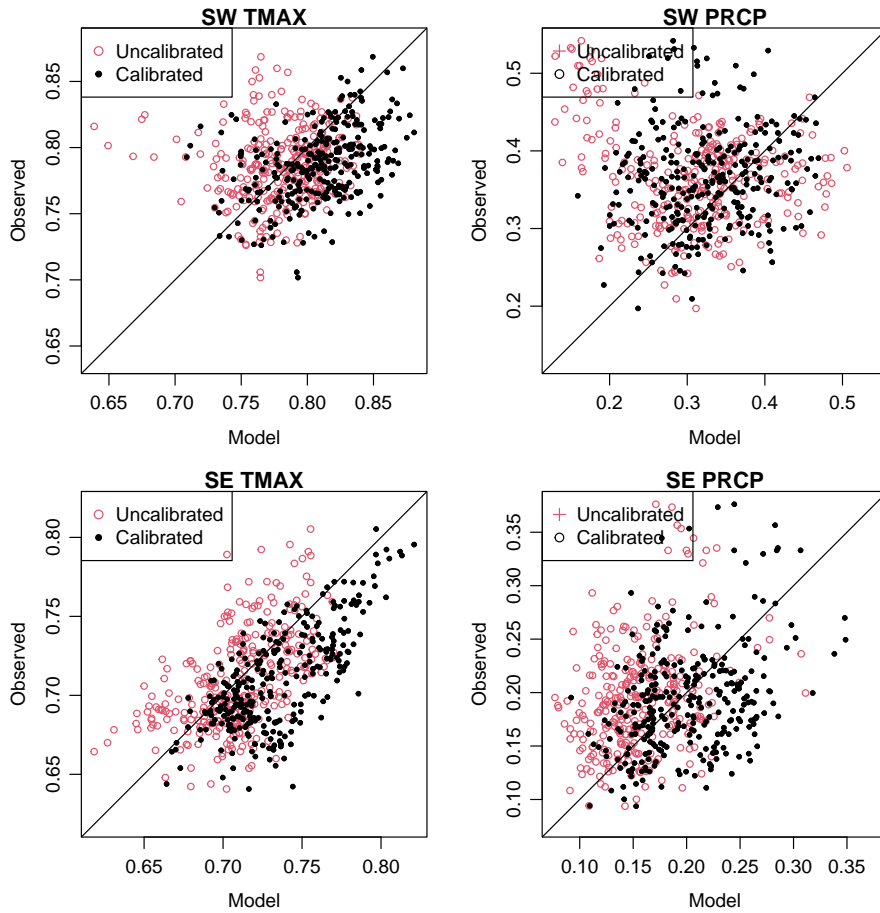 SW TMAX
Uncalibrated
Calibrated
Observed
0.65 0.70 0.75 0.80 0.85
0.65 0.70 0.75 0.80 0.85
Model
SW PRCP
Uncalibrated
Calibrated
Observed
0.2 0.3 0.4 0.5
0.2 0.3 0.4 0.5
Model
SE TMAX
Uncalibrated
Calibrated
Observed
0.65 0.70 0.75 0.80
0.65 0.70 0.75 0.80
Model
SE PRCP
Uncalibrated
Calibrated
Observed
0.10 0.15 0.20 0.25 0.30 0.35
0.10 0.15 0.20 0.25 0.30 0.35
Model